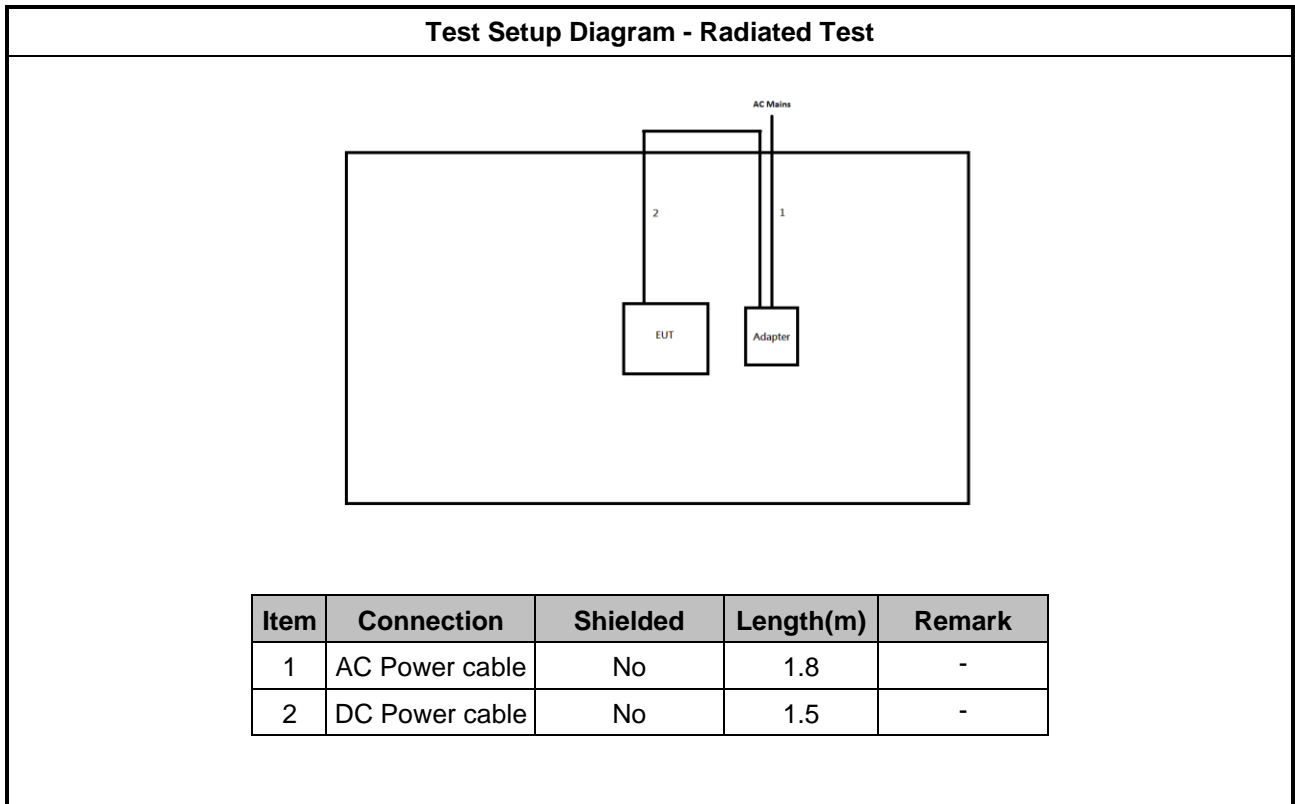 Test Setup Diagram - Radiated Test
AC Mains
2
1
EUT
Adapter
Item Connection Shielded Length(m) Remark
1 AC Power cable No 1.8 -
2 DC Power cable No 1.5 -